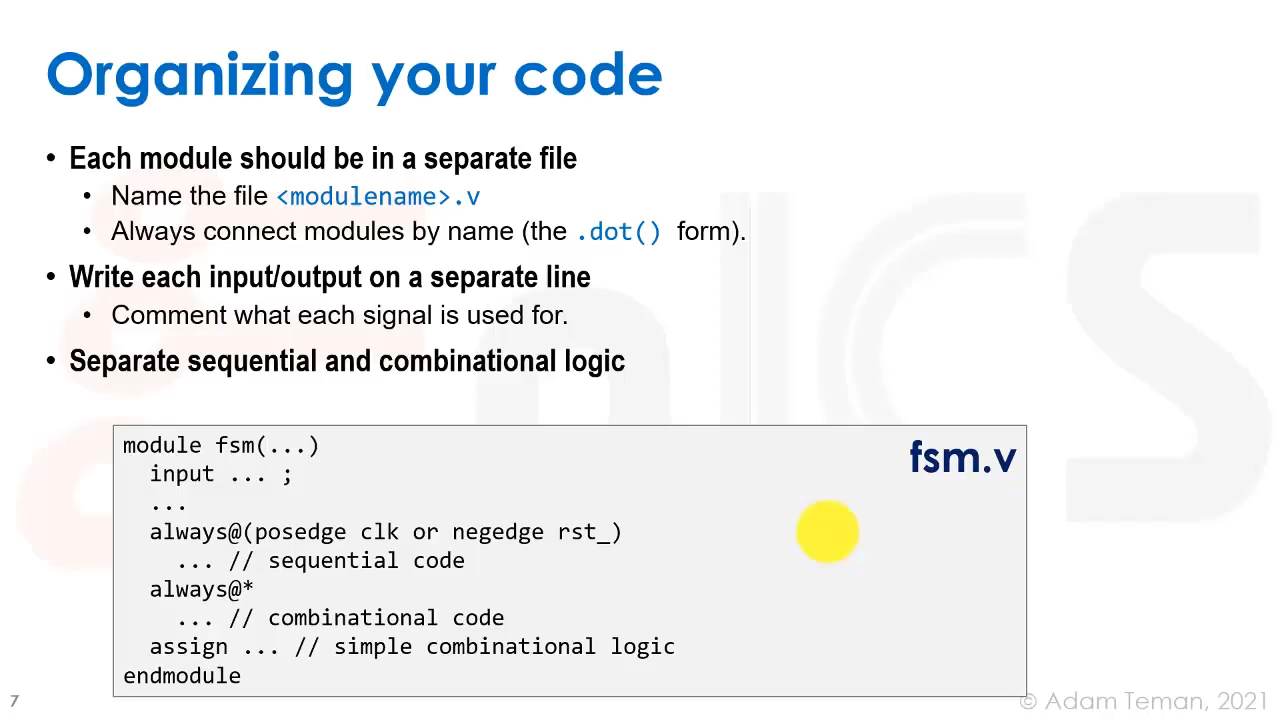 Organizing your code
• Each module should be in a separate file
• Name the file <modulename>.v
• Always connect modules by name (the .dot() form).
• Write each input/output on a separate line
• Comment what each signal is used for.
• Separate sequential and combinational logic
module fsm(...)
fsm.v
input ... ;
...
always@(posedge clk or negedge rst_)
... // sequential code
always@*
... // combinational code
assign ... // simple combinational logic
endmodule
7
© Adam Teman, 2021
nICS